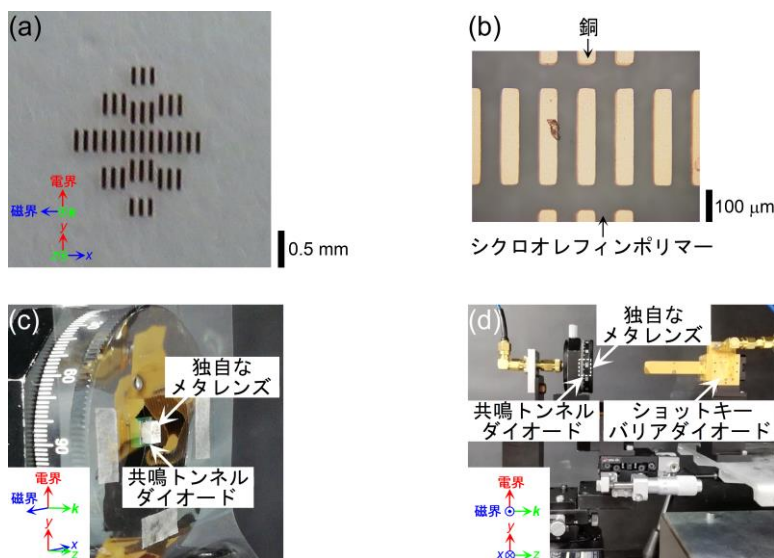 (a)
電界
磁界
y
x
0.5 mm
(b)
銅
100 μm
シクロオレフィンポリマー
(c)
80
90
独自な
メタレンズ
共鳴トンネル
ダイオード
電界
磁界
k
y
x
z
(d)
独自な
メタレンズ
共鳴トンネル
ダイオード
ショットキー
バリアダイオード
電界
磁界
k
y
x
z